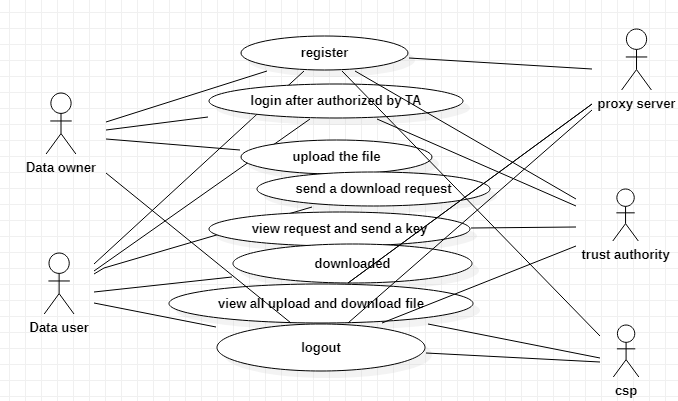 register
proxy server
login after authorized by TA
Data owner
upload the file
send a download request
view request and send a key
trust authority
downloaded
view all upload and download file
Data user
logout
csp